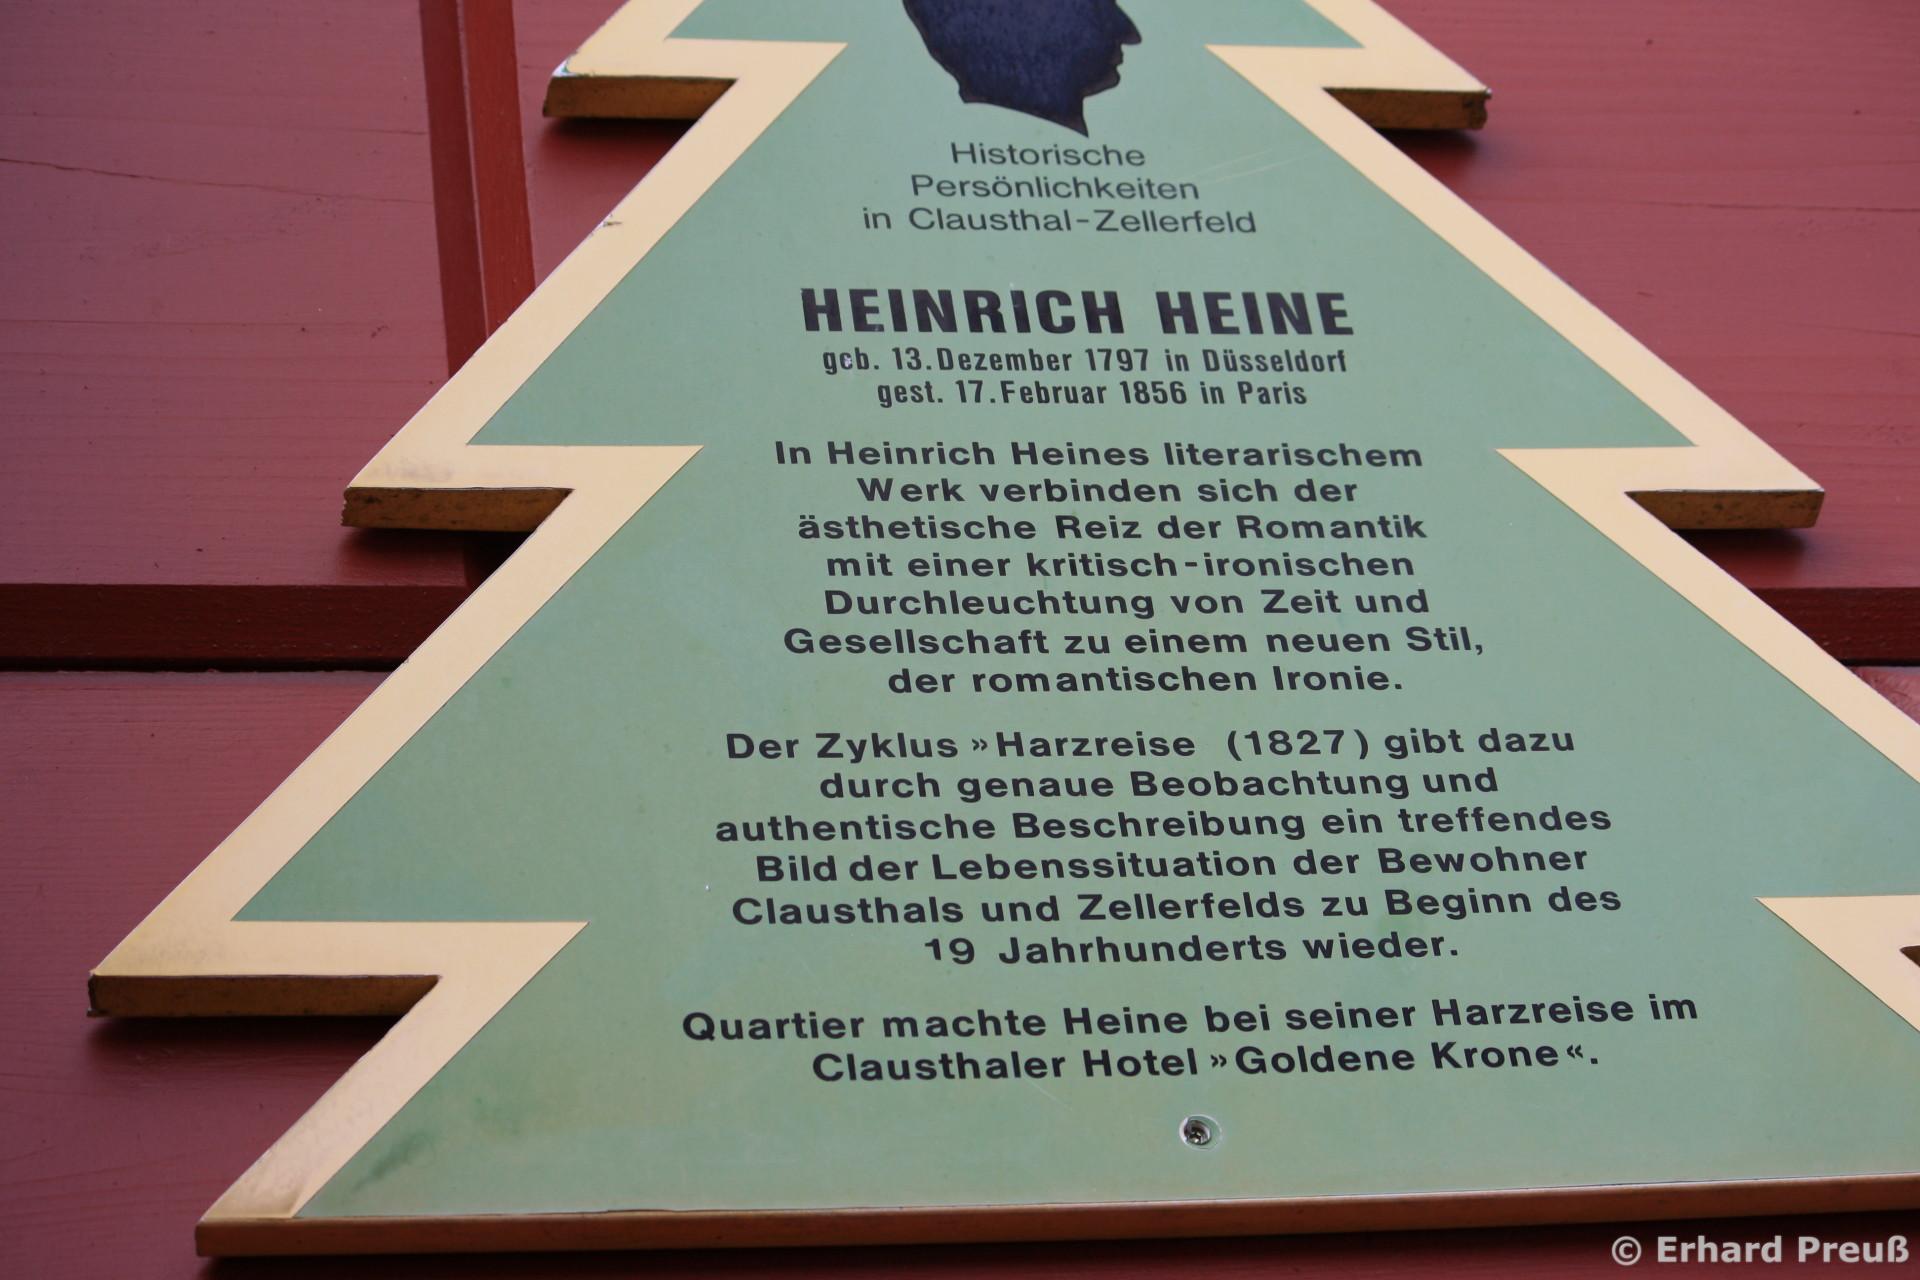 Historische
Persönlichkeiten
in Clausthal-Zellerfeld
HEINRICH HEINE
geb. 13. Dezember 1797 in Düsseldorf
gest. 17. Februar 1856 in Paris
In Heinrich Heines literarischem
Werk verbinden sich der
ästhetische Reiz der Romantik
mit einer kritisch-ironischen
Durchleuchtung von Zeit und
Gesellschaft zu einem neuen Stil,
der romantischen Ironie.
Der Zyklus »Harzreise (1827) gibt dazu
durch genaue Beobachtung und
authentische Beschreibung ein treffendes
Bild der Lebenssituation der Bewohner
Clausthals und Zellerfelds zu Beginn des
19 Jahrhunderts wieder.
Quartier machte Heine bei seiner Harzreise im
Clausthaler Hotel »Goldene Krone«.
© Erhard Preuß